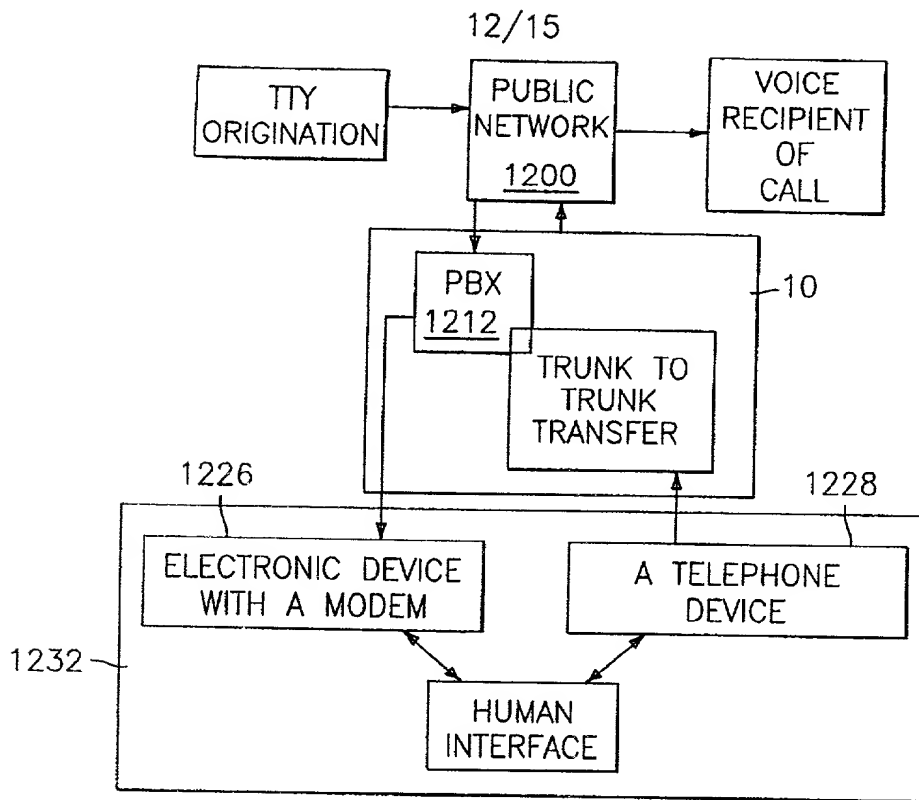 12/15
TTY
ORIGINATION
PUBLIC
NETWORK
1200
VOICE
RECIPIENT
OF
CALL
PBX
1212
10
TRUNK TO
TRUNK
TRANSFER
1226
1228
ELECTRONIC DEVICE
WITH A MODEM
A TELEPHONE
DEVICE
1232
HUMAN
INTERFACE